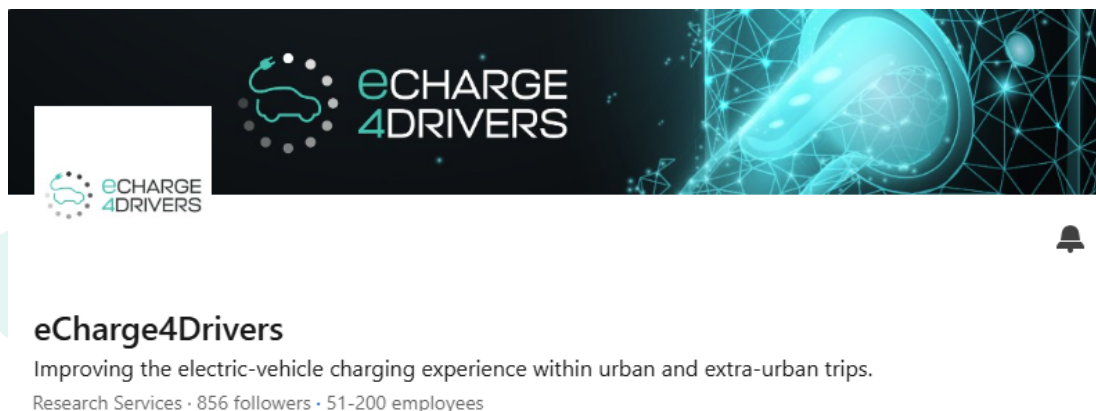 eCHARGE
4DRIVERS
eCHARGE
4DRIVERS
eCharge4Drivers
Improving the electric-vehicle charging experience within urban and extra-urban trips.
Research Services · 856 followers · 51-200 employees